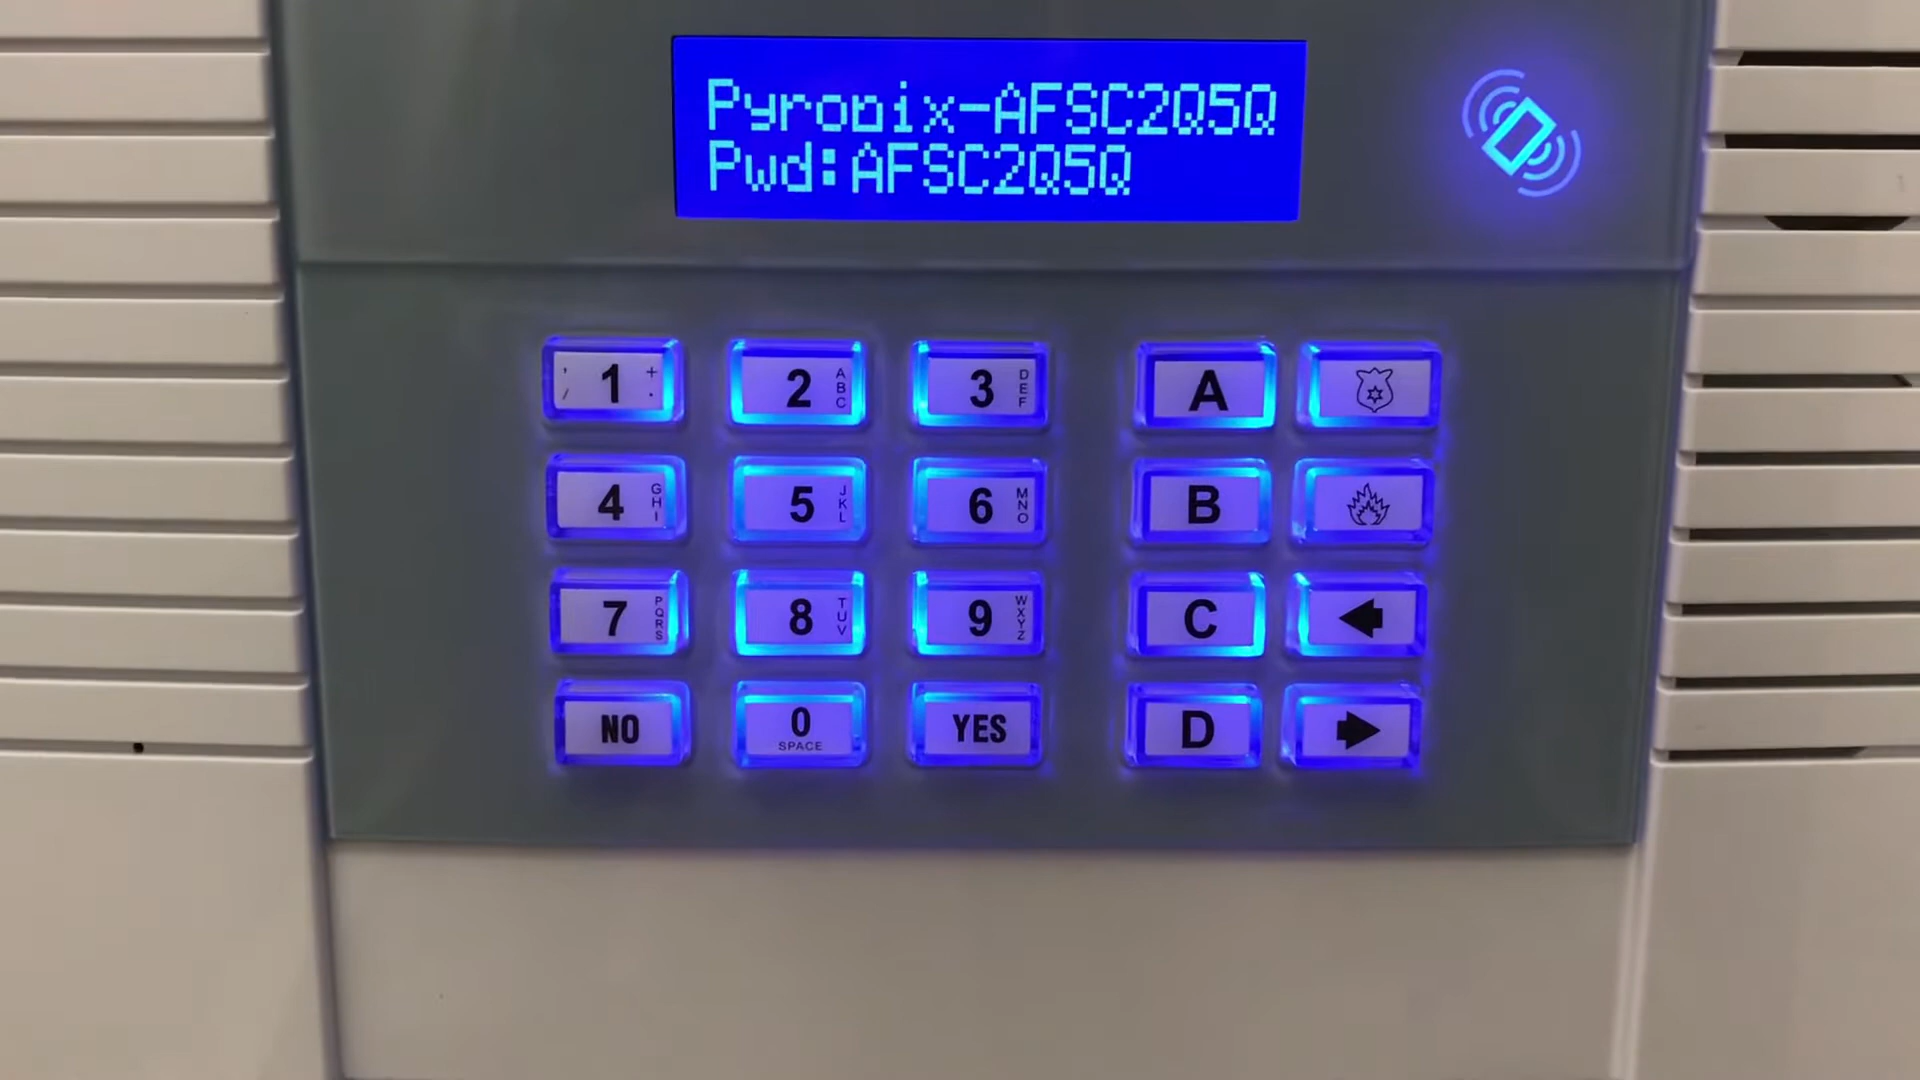 Pyronix-AFSC2Q5Q
Pwd:AFSC2Q5Q
' / 1 + .
2 ABC
3 DEF
A
4 GHI
5 JKL
6 MNO
B
7 PQRS
8 TUV
9 WXYZ
C
NO
0 SPACE
YES
D